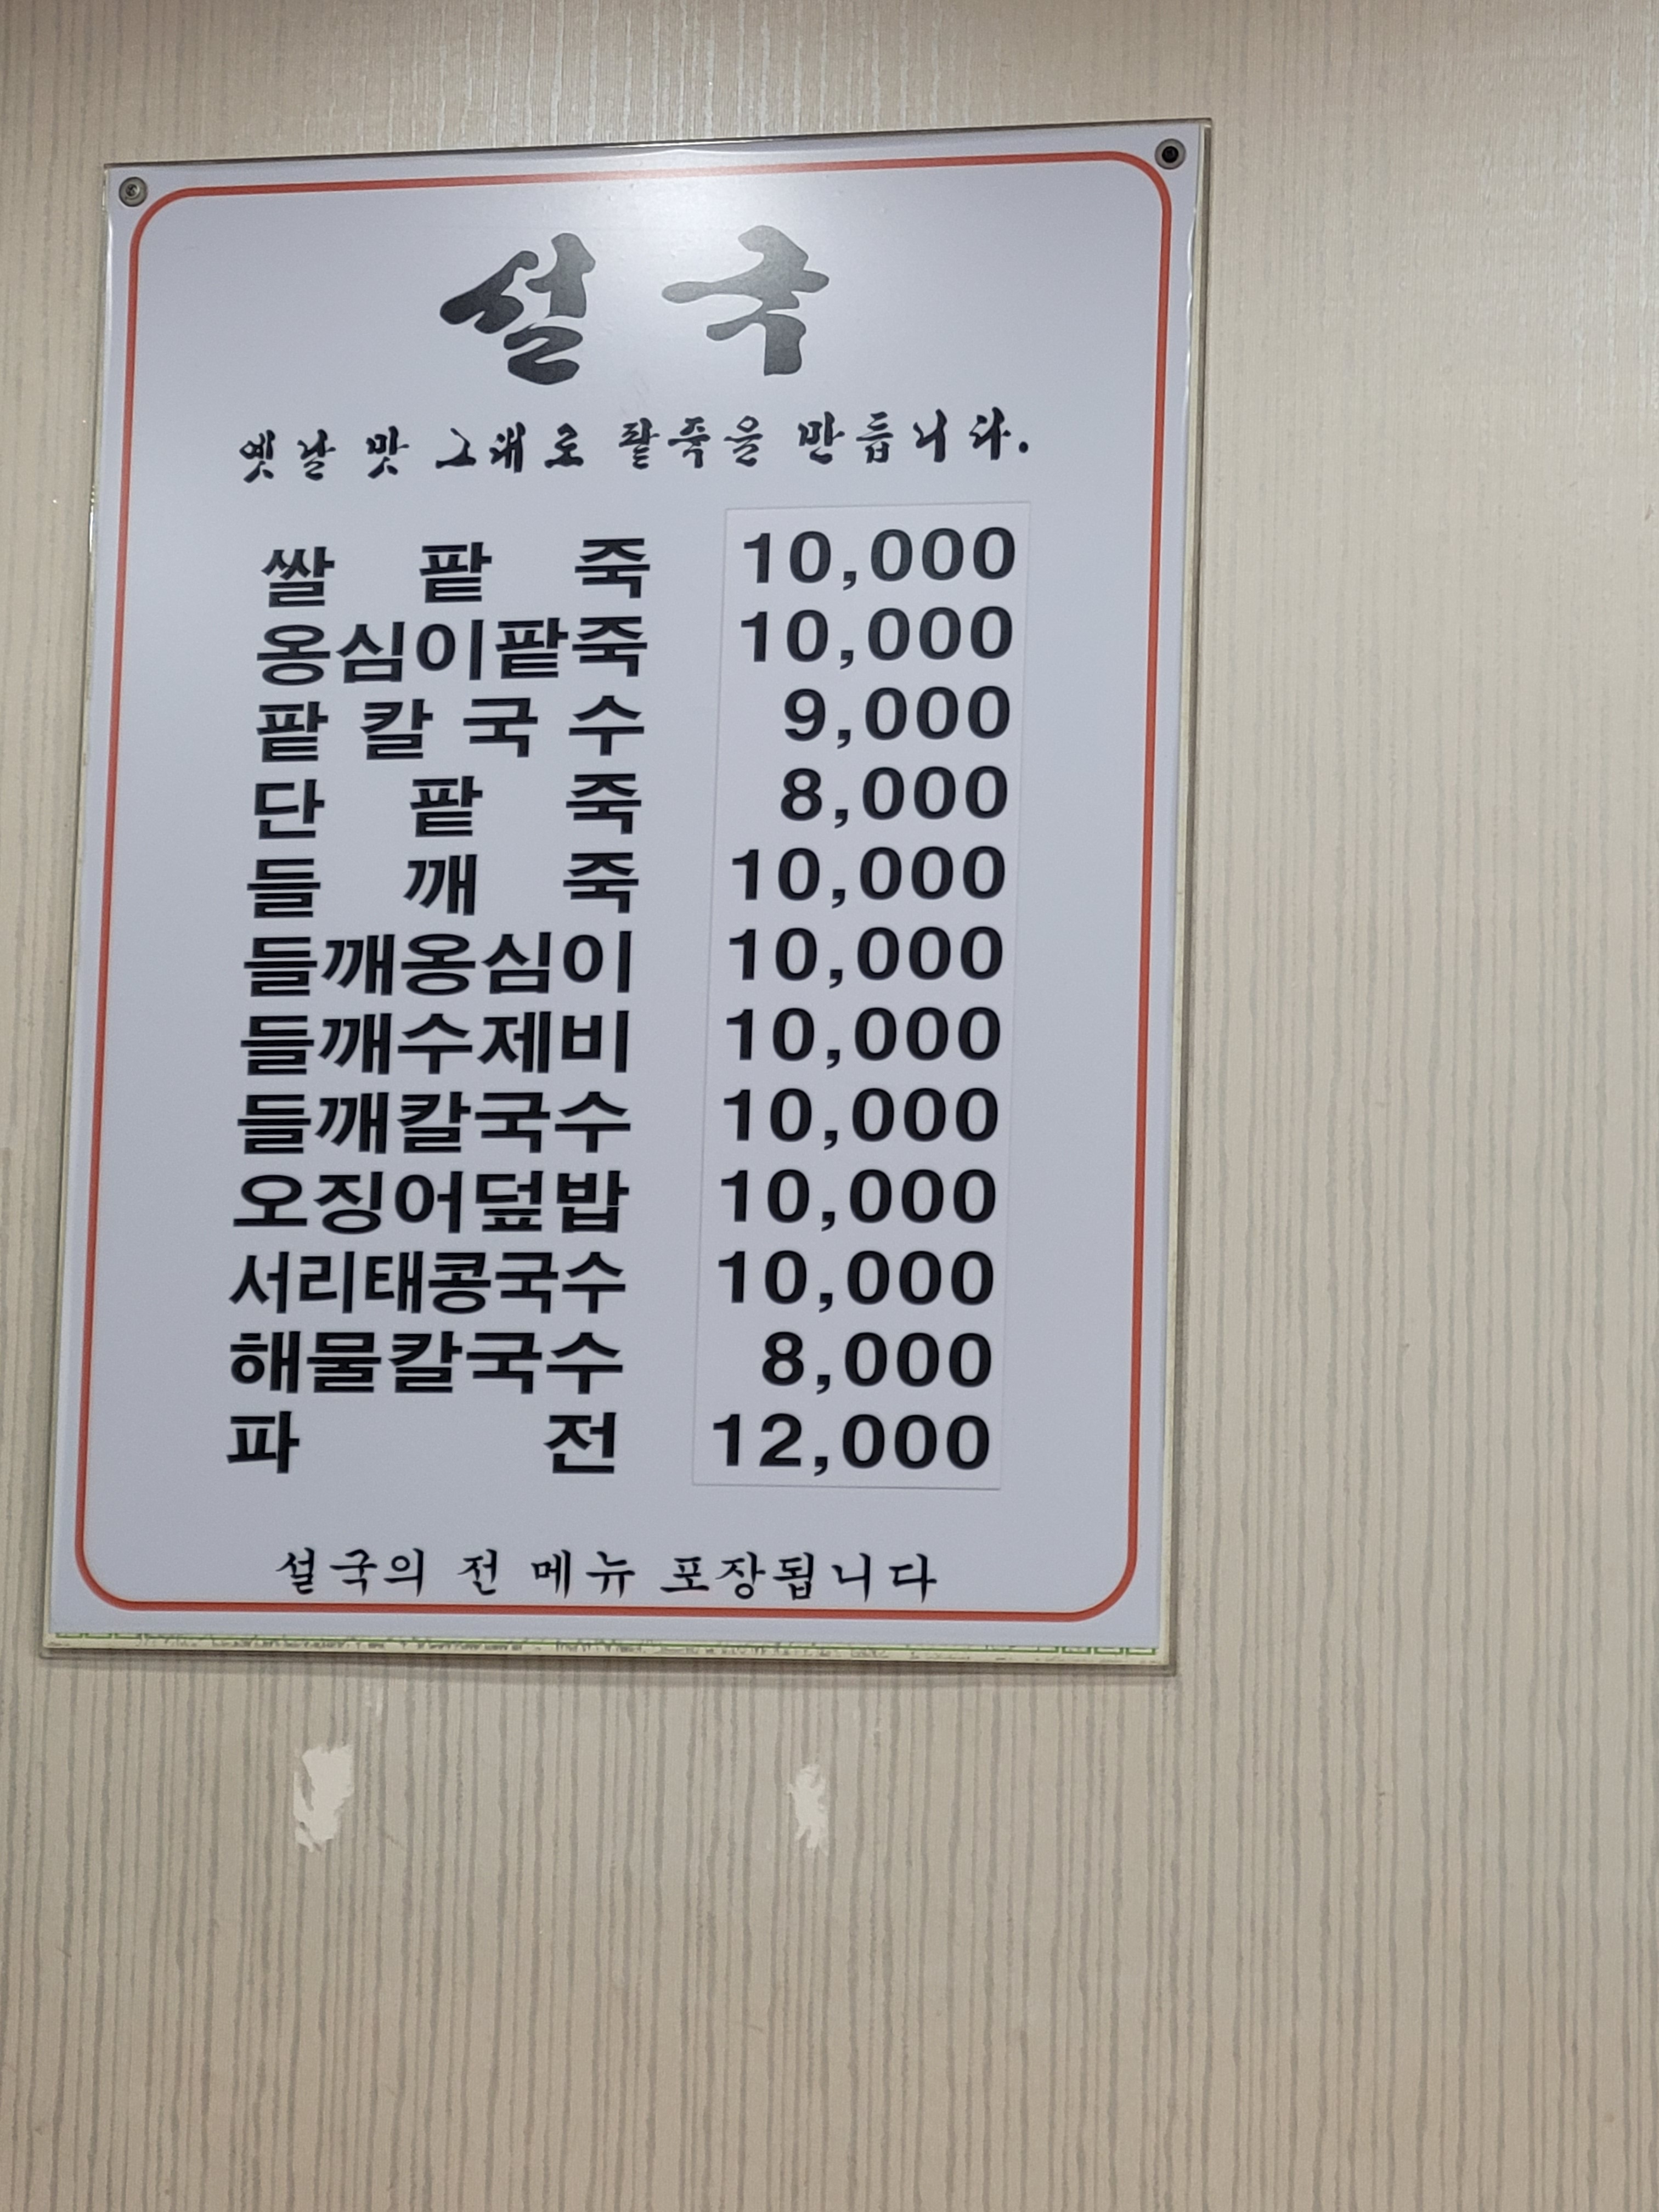 설국
옛날 맛 그대로 팥죽을 만듭니다.
쌀 팥 죽 10,000
옹심이팥죽 10,000
팥 칼 국 수 9,000
단 팥 죽 8,000
들 깨 죽 10,000
들깨옹심이 10,000
들깨수제비 10,000
들깨칼국수 10,000
오징어덮밥 10,000
서리태콩국수 10,000
해물칼국수 8,000
파 전 12,000
설국의 전 메뉴 포장됩니다